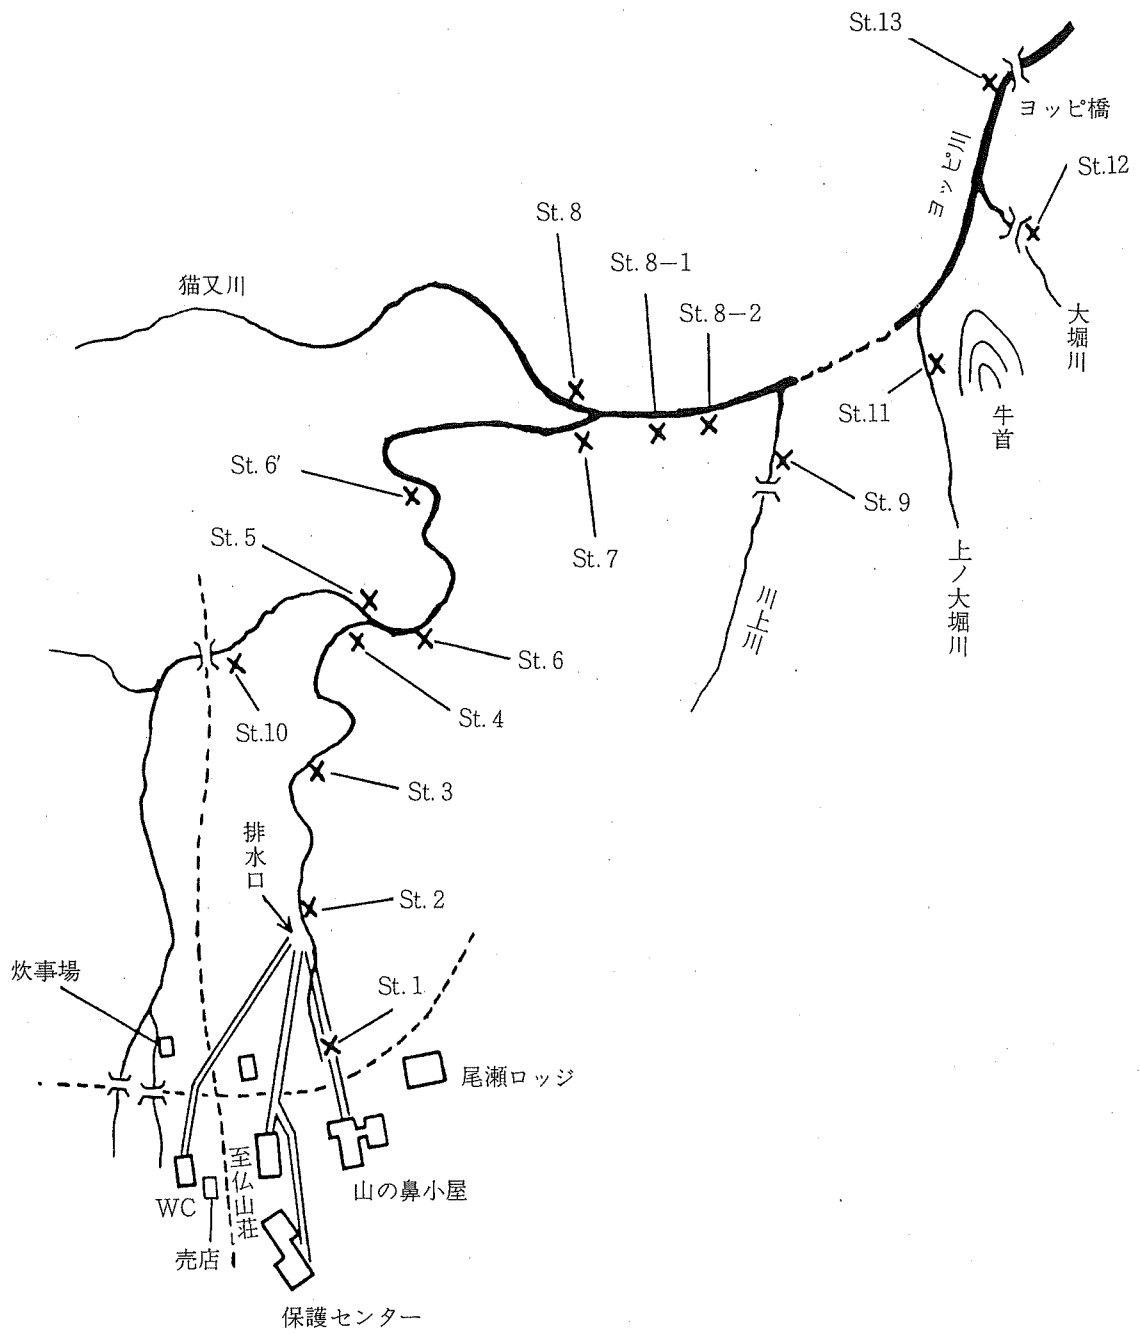 St.13
ヨッピ橋
ヨッピ川
St.12
St. 8
St. 8−1
猫又川
St. 8−2
大堀川
St.11
牛首
St. 6′
St. 9
St. 5
St. 7
上ノ大堀川
川上川
St. 6
St. 4
St.10
St. 3
排水口
St. 2
炊事場
St. 1
尾瀬ロッジ
至仏山荘
山の鼻小屋
WC
売店
保護センター